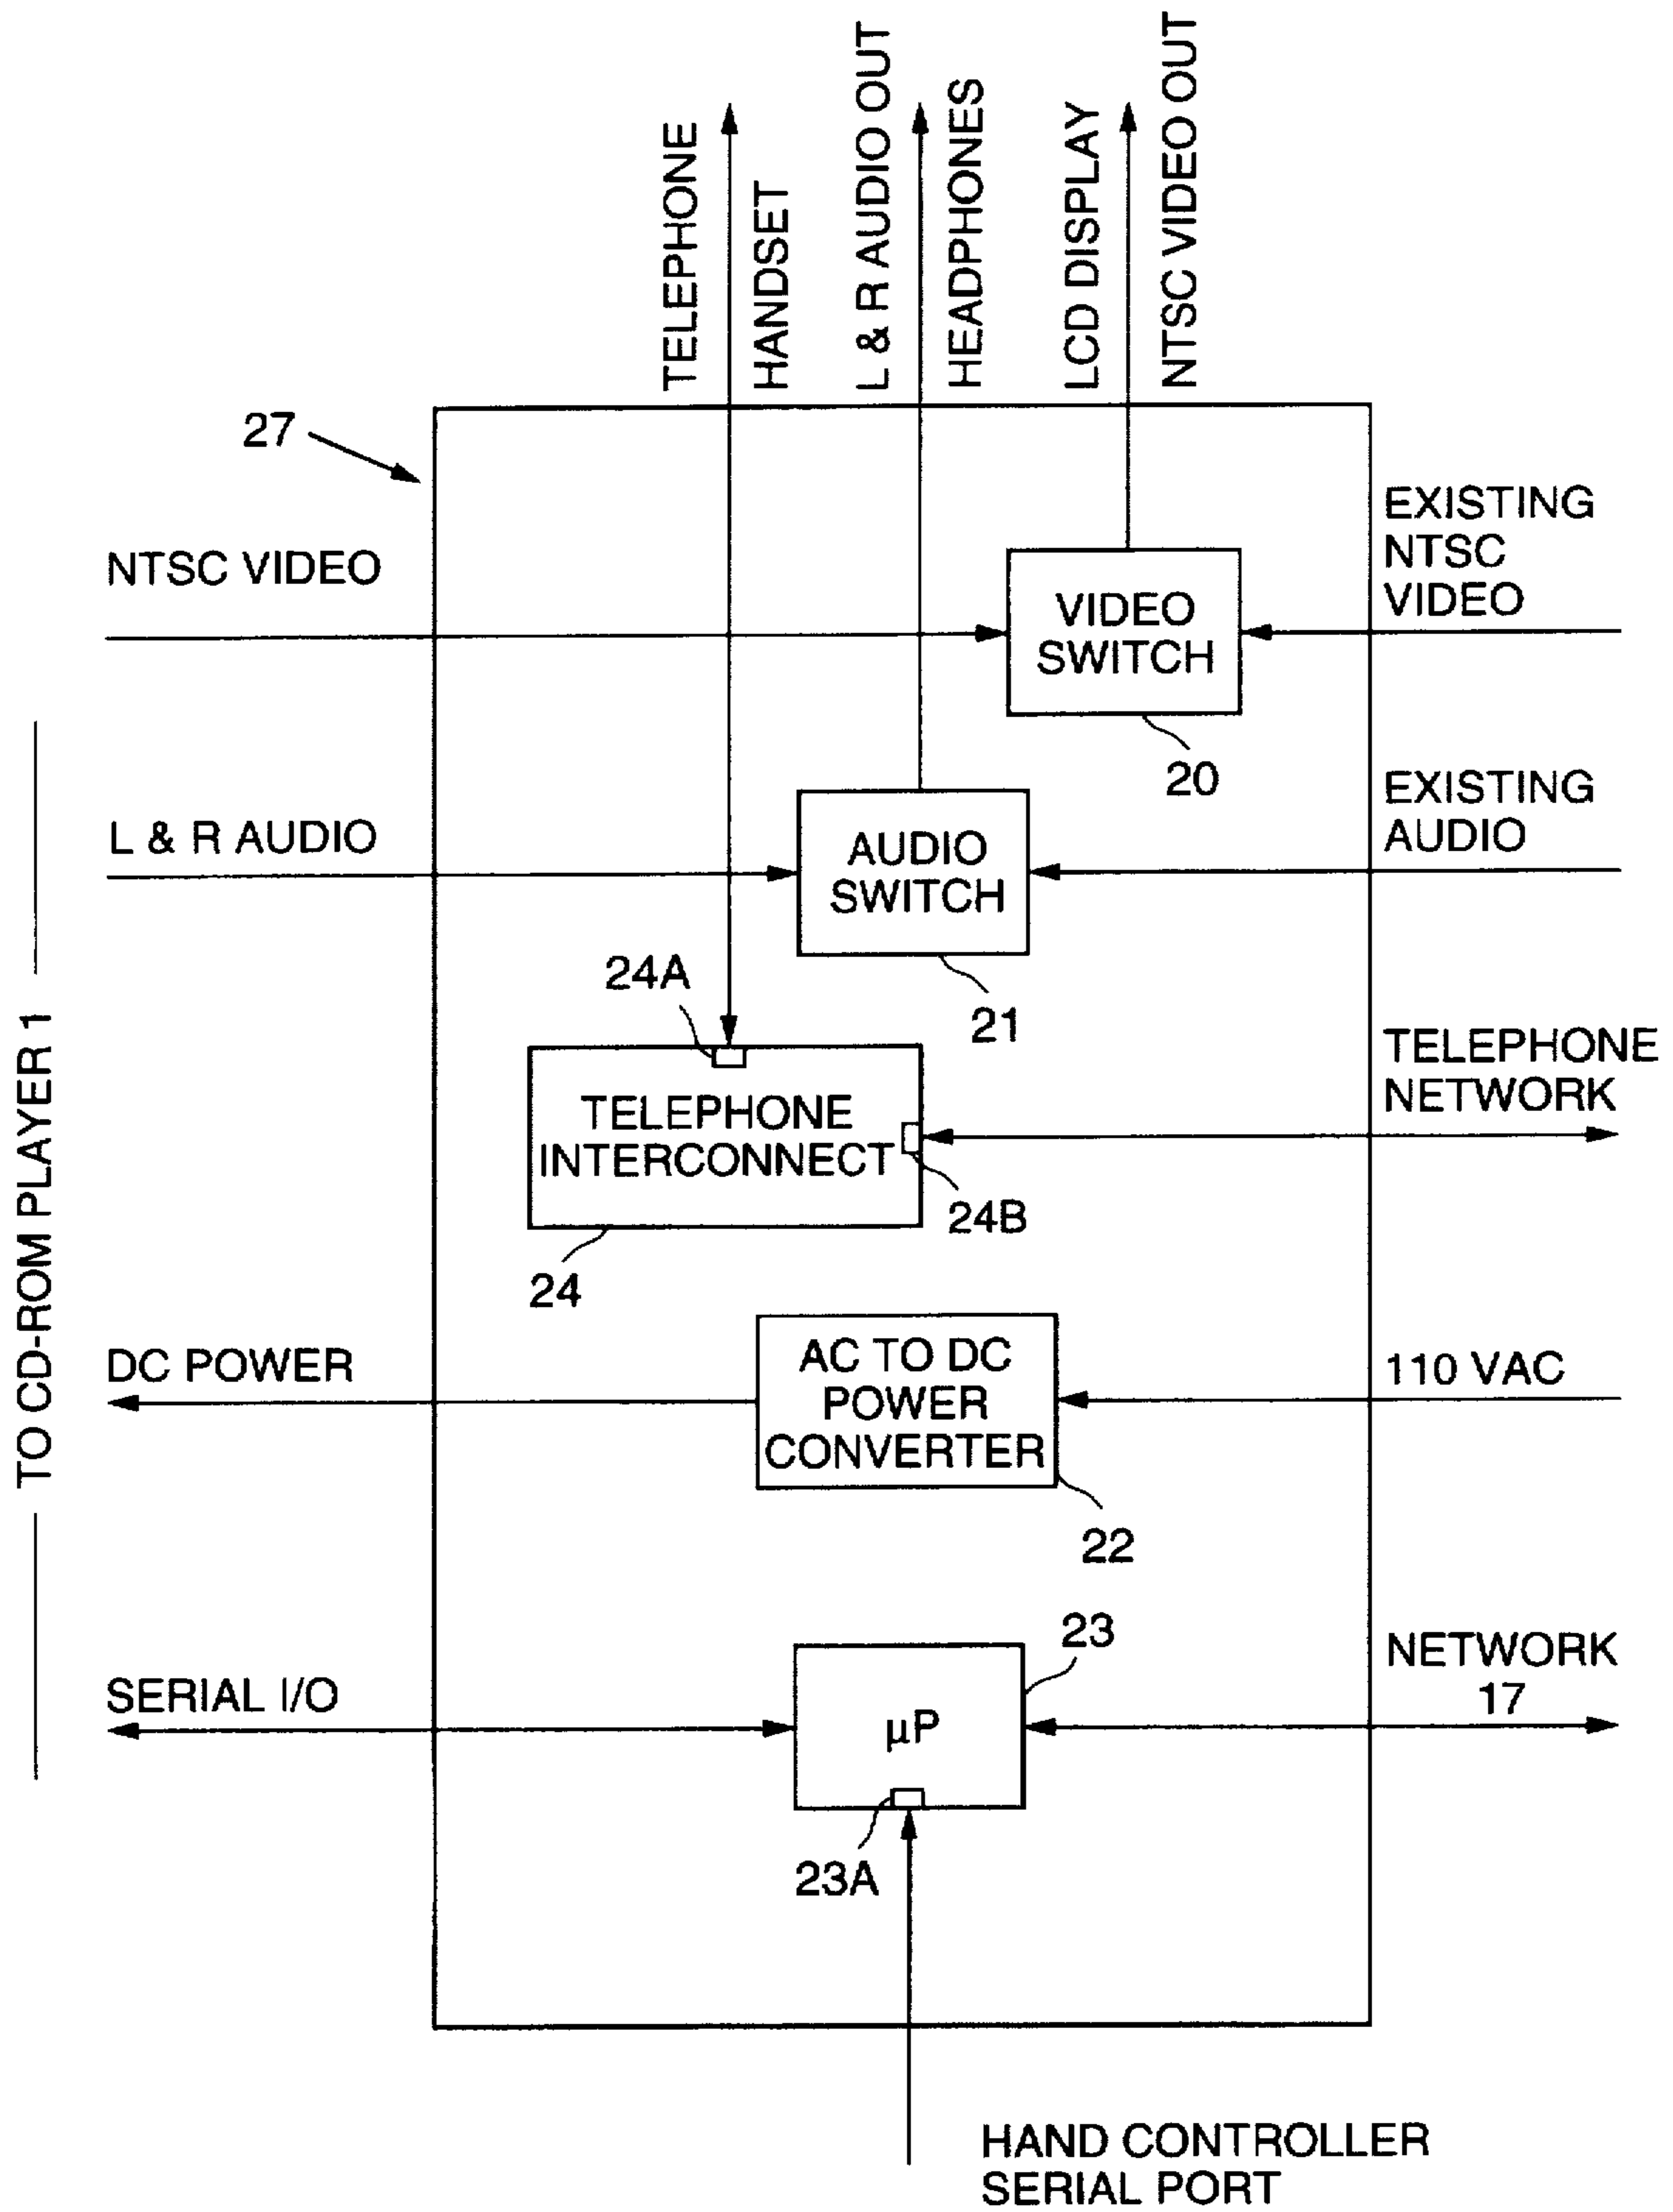 TELEPHONE
HANDSET
L & R AUDIO OUT
HEADPHONES
LCD DISPLAY
NTSC VIDEO OUT
27
NTSC VIDEO
EXISTING
NTSC
VIDEO
VIDEO
SWITCH
20
L & R AUDIO
EXISTING
AUDIO
AUDIO
SWITCH
21
24A
TELEPHONE
INTERCONNECT
24B
24
TELEPHONE
NETWORK
TO CD-ROM PLAYER 1
DC POWER
AC TO DC
POWER
CONVERTER
22
110 VAC
SERIAL I/O
μP
23
23A
NETWORK
17
HAND CONTROLLER
SERIAL PORT